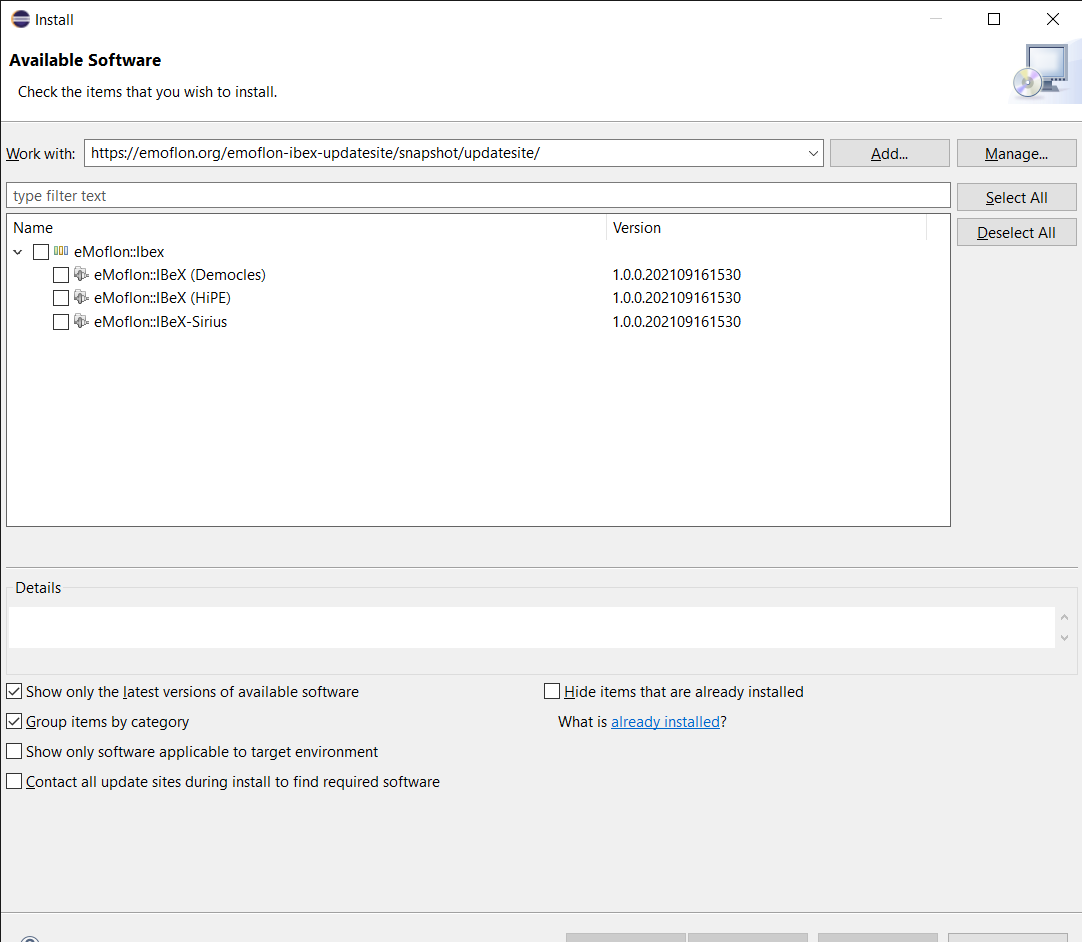 Install
Available Software
Check the items that you wish to install.
Work with: https://emoflon.org/emoflon-ibex-updatesite/snapshot/updatesite/ Add... Manage...
type filter text Select All
Deselect All
Name Version
eMoflon::Ibex
eMoflon::IBeX (Democles) 1.0.0.202109161530
eMoflon::IBeX (HiPE) 1.0.0.202109161530
eMoflon::IBeX-Sirius 1.0.0.202109161530
Details
Show only the latest versions of available software Hide items that are already installed
Group items by category What is already installed?
Show only software applicable to target environment
Contact all update sites during install to find required software